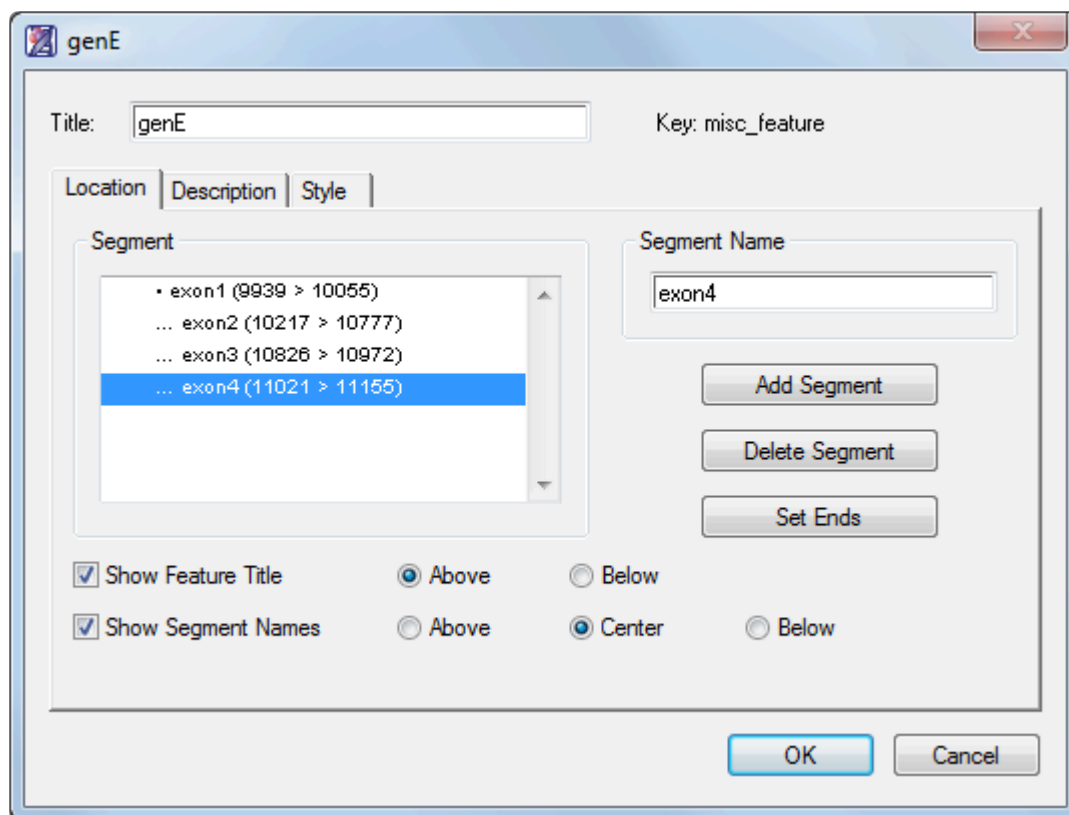 genE
Title: genE Key: misc_feature
Location Description Style
Segment Segment Name
• exon1 (9939 > 10055)
exon4
... exon2 (10217 > 10777)
... exon3 (10826 > 10972)
... exon4 (11021 > 11155)
Add Segment
Delete Segment
Set Ends
Show Feature Title Above Below
Show Segment Names Above Center Below
OK Cancel